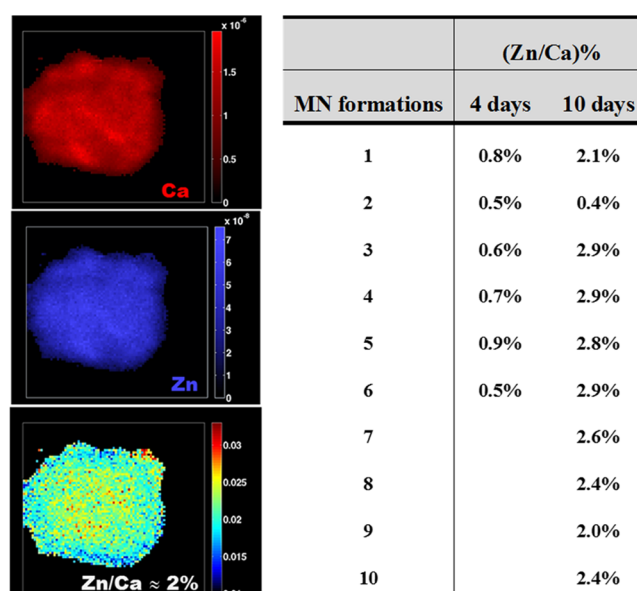 1.5
1
0.5
0
Ca
7
6
5
4
3
2
1
0
Zn
0.03
0.025
0.02
0.015
Zn/Ca ≈ 2%
(Zn/Ca)%
MN formations 4 days 10 days
1 0.8% 2.1%
2 0.5% 0.4%
3 0.6% 2.9%
4 0.7% 2.9%
5 0.9% 2.8%
6 0.5% 2.9%
7 2.6%
8 2.4%
9 2.0%
10 2.4%